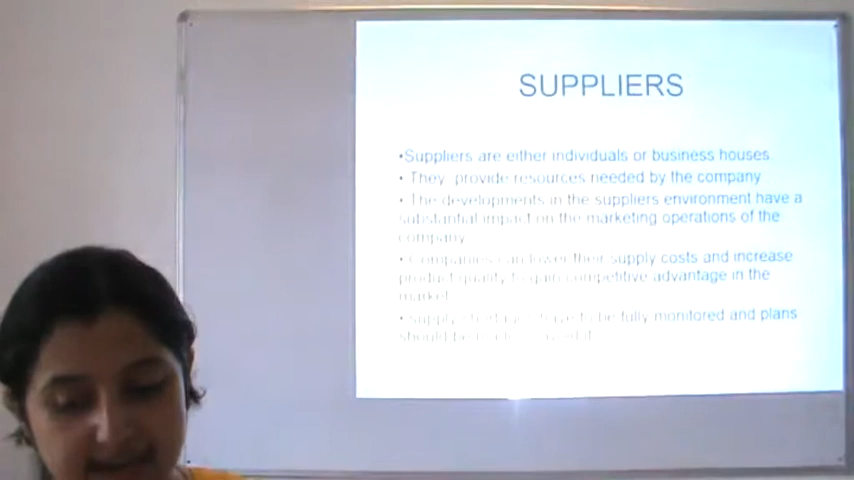 SUPPLIERS
•Suppliers are either individuals or business houses
• They provide resources needed by the company
• The developments in the suppliers environment have a
substantial impact on the marketing operations of the
company
• Companies can lower their supply costs and increase
product quality to gain competitive advantage in the
market
• supply have to be fully monitored and plans
should be